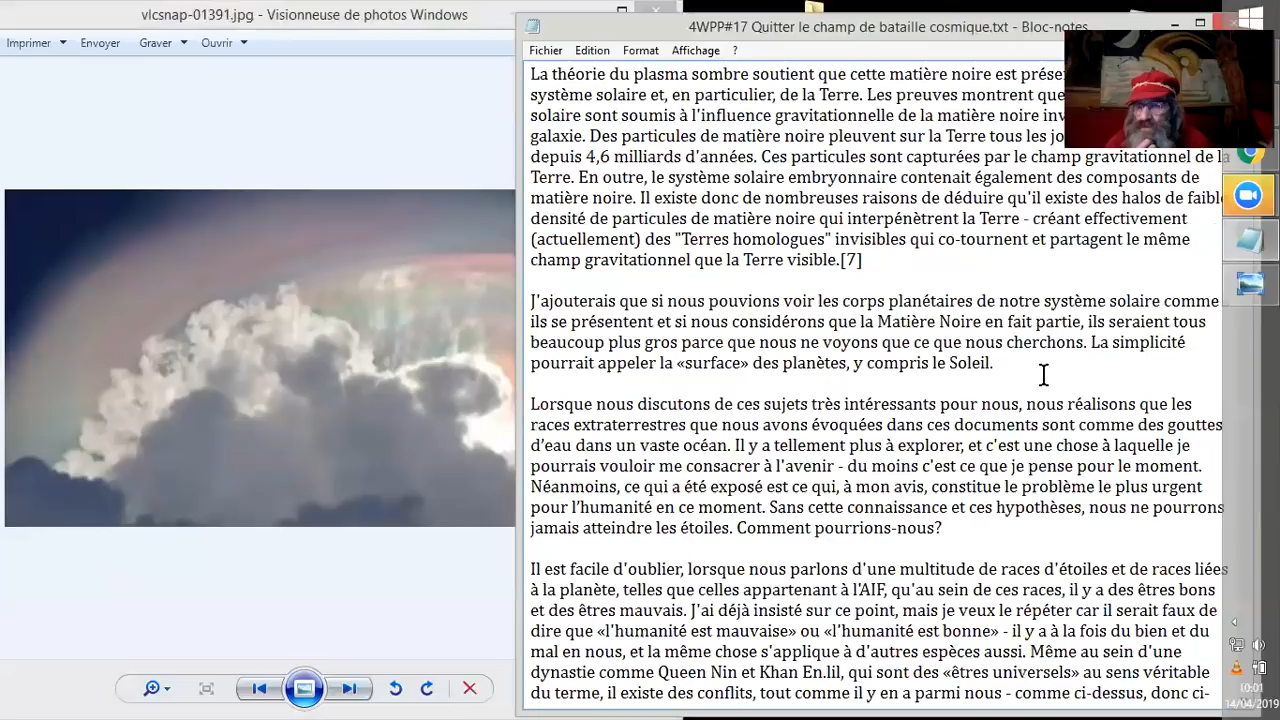 vlcsnap-01391.jpg - Visionneuse de photos Windows
Imprimer Envoyer Graver Ouvrir
4WPP#17 Quitter le champ de bataille cosmique.txt - Bloc-notes
Fichier Edition Format Affichage ?
La théorie du plasma sombre soutient que cette matière noire est
système solaire et, en particulier, de la Terre. Les preuves montrent que
solaire sont soumis à l'influence gravitationnelle de la matière noire
galaxie. Des particules de matière noire pleuvent sur la Terre tous les
depuis 4,6 milliards d'années. Ces particules sont capturées par le champ gravitationnel de la
Terre. En outre, le système solaire embryonnaire contenait également des composants de
matière noire. Il existe donc de nombreuses raisons de déduire qu'il existe des halos de faible
densité de particules de matière noire qui interpénètrent la Terre - créant effectivement
(actuellement) des "Terres homologues" invisibles qui co-tournent et partagent le même
champ gravitationnel que la Terre visible.[7]
J'ajouterais que si nous pouvions voir les corps planétaires de notre système solaire comme
ils se présentent et si nous considérons que la Matière Noire en fait partie, ils seraient tous
beaucoup plus gros parce que nous ne voyons que ce que nous cherchons. La simplicité
pourrait appeler la «surface» des planètes, y compris le Soleil.
Lorsque nous discutons de ces sujets très intéressants pour nous, nous réalisons que les
races extraterrestres que nous avons évoquées dans ces documents sont comme des gouttes
d’eau dans un vaste océan. Il y a tellement plus à explorer, et c'est une chose à laquelle je
pourrais vouloir me consacrer à l'avenir - du moins c'est ce que je pense pour le moment.
Néanmoins, ce qui a été exposé est ce qui, à mon avis, constitue le problème le plus urgent
pour l’humanité en ce moment. Sans cette connaissance et ces hypothèses, nous ne pourrons
jamais atteindre les étoiles. Comment pourrions-nous?
Il est facile d'oublier, lorsque nous parlons d'une multitude de races d'étoiles et de races liées
à la planète, telles que celles appartenant à l'AIF, qu'au sein de ces races, il y a des êtres bons
et des êtres mauvais. J'ai déjà insisté sur ce point, mais je veux le répéter car il serait faux de
dire que «l'humanité est mauvaise» ou «l'humanité est bonne» - il y a à la fois du bien et du
mal en nous, et la même chose s'applique à d'autres espèces aussi. Même au sein d'une
dynastie comme Queen Nin et Khan En.lil, qui sont des «êtres universels» au sens véritable
du terme, il existe des conflits, tout comme il y en a parmi nous - comme ci-dessus, donc ci-
10:01
14/04/2019